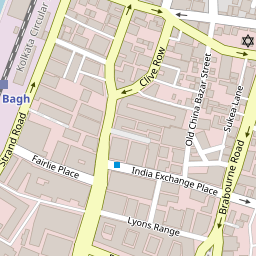 Kolkata Circular
Clive Row
Old China Bazar Street
Sukea Lane
Bagh
Strand Road
Fairlie Place
India Exchange Place
Brabourne Road
Lyons Range